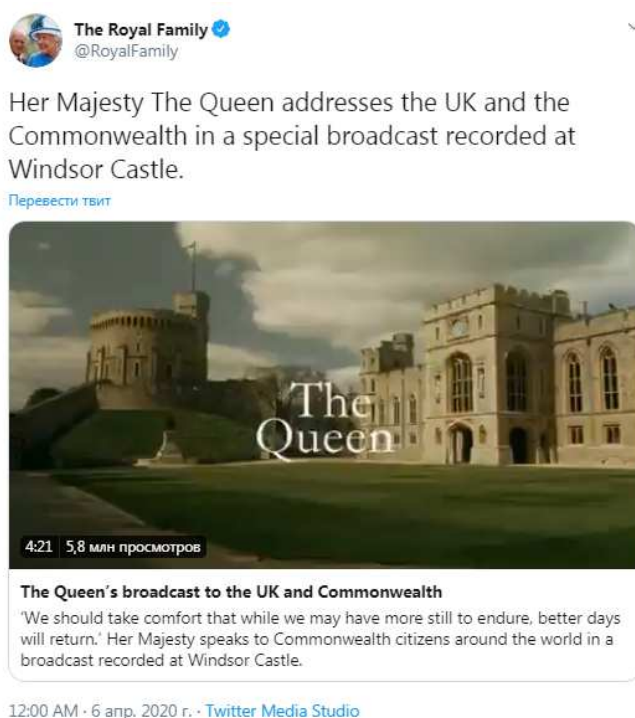 The Royal Family
@RoyalFamily
Her Majesty The Queen addresses the UK and the
Commonwealth in a special broadcast recorded at
Windsor Castle.
Перевести твит
The
Queen
4:21 5,8 млн просмотров
The Queen's broadcast to the UK and Commonwealth
'We should take comfort that while we may have more still to endure, better days
will return.' Her Majesty speaks to Commonwealth citizens around the world in a
broadcast recorded at Windsor Castle.
12:00 AM · 6 апр. 2020 г. · Twitter Media Studio